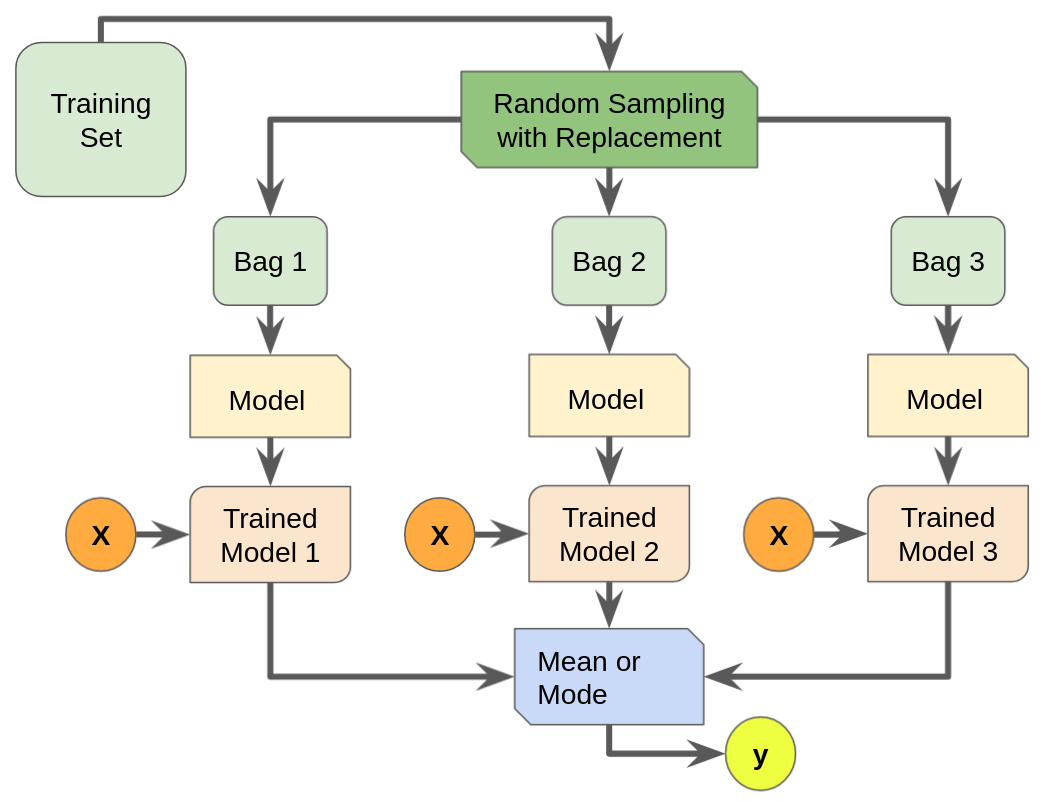 Training
Set
Random Sampling
with Replacement
Bag 1
Bag 2
Bag 3
Model
Model
Model
X
Trained
Model 1
X
Trained
Model 2
X
Trained
Model 3
Mean or
Mode
y